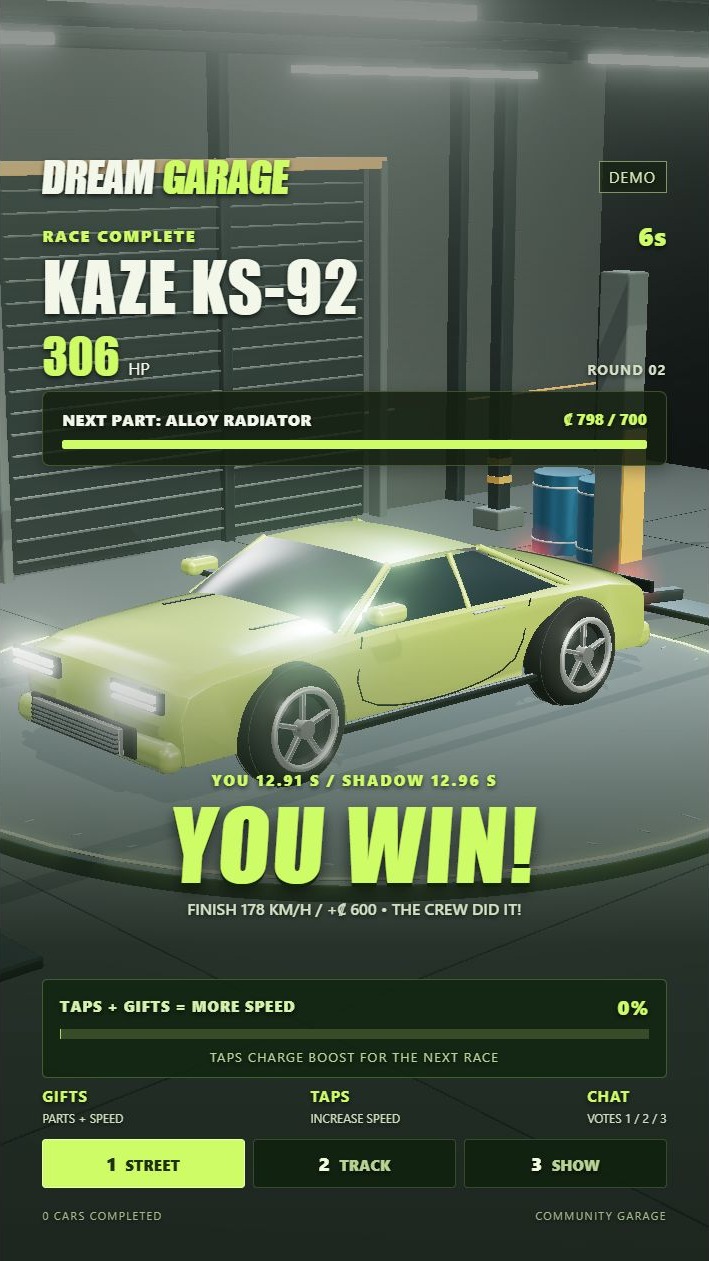 DREAM GARAGE
DEMO
RACE COMPLETE
6s
KAZE KS-92
306 HP
ROUND 02
NEXT PART: ALLOY RADIATOR
₡ 798 / 700
YOU 12.91 S / SHADOW 12.96 S
YOU WIN!
FINISH 178 KM/H / +₡ 600 • THE CREW DID IT!
TAPS + GIFTS = MORE SPEED
0%
TAPS CHARGE BOOST FOR THE NEXT RACE
GIFTS
PARTS + SPEED
TAPS
INCREASE SPEED
CHAT
VOTES 1 / 2 / 3
1 STREET
2 TRACK
3 SHOW
0 CARS COMPLETED
COMMUNITY GARAGE